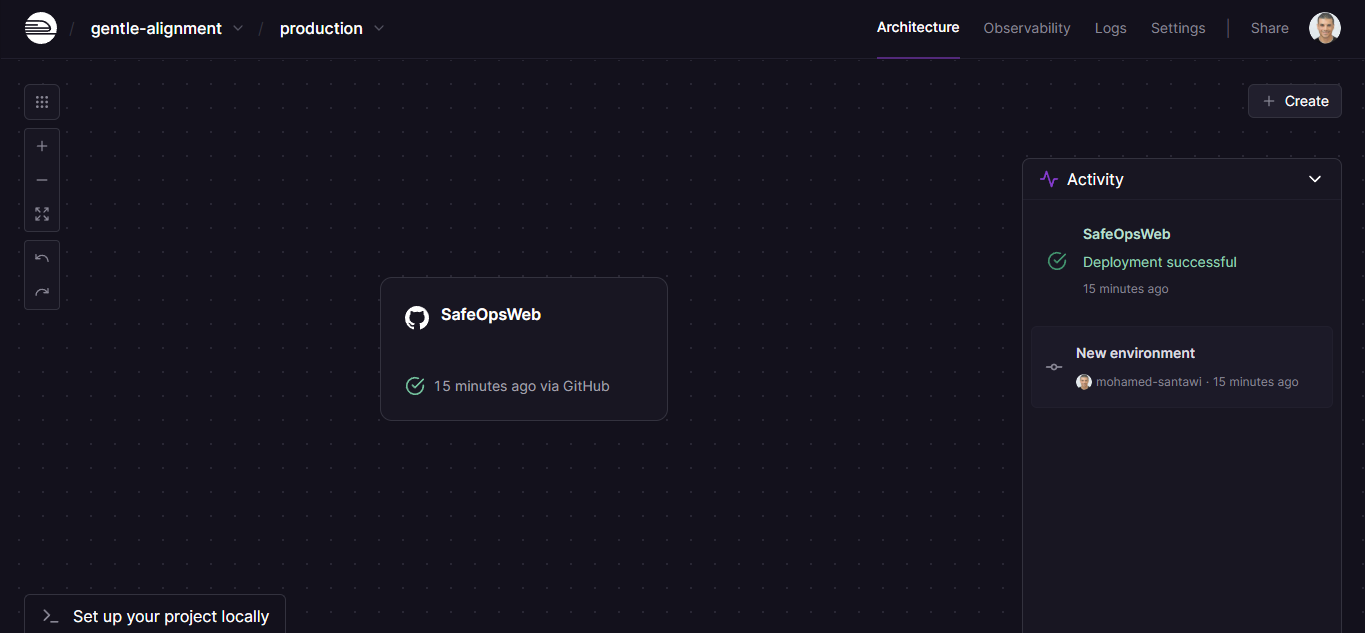 / gentle-alignment / production
Architecture Observability Logs Settings | Share
+ Create
Activity
SafeOpsWeb
Deployment successful
15 minutes ago
New environment
mohamed-santawi · 15 minutes ago
SafeOpsWeb
15 minutes ago via GitHub
>_ Set up your project locally